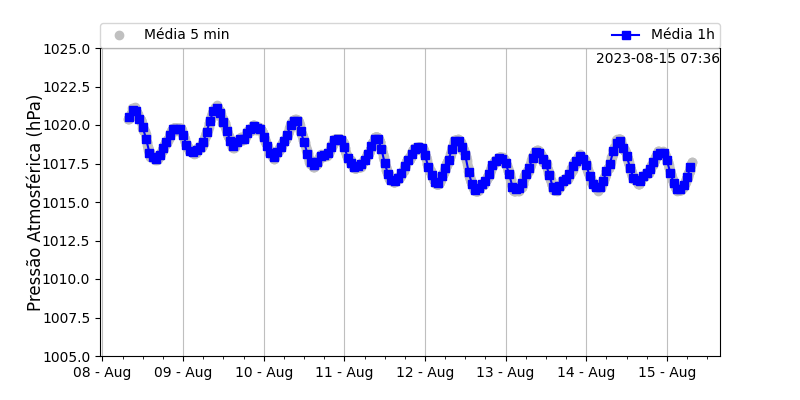 Média 5 min
Média 1h
2023-08-15 07:36
Pressão Atmosférica (hPa)
1025.0
1022.5
1020.0
1017.5
1015.0
1012.5
1010.0
1007.5
1005.0
08 - Aug
09 - Aug
10 - Aug
11 - Aug
12 - Aug
13 - Aug
14 - Aug
15 - Aug